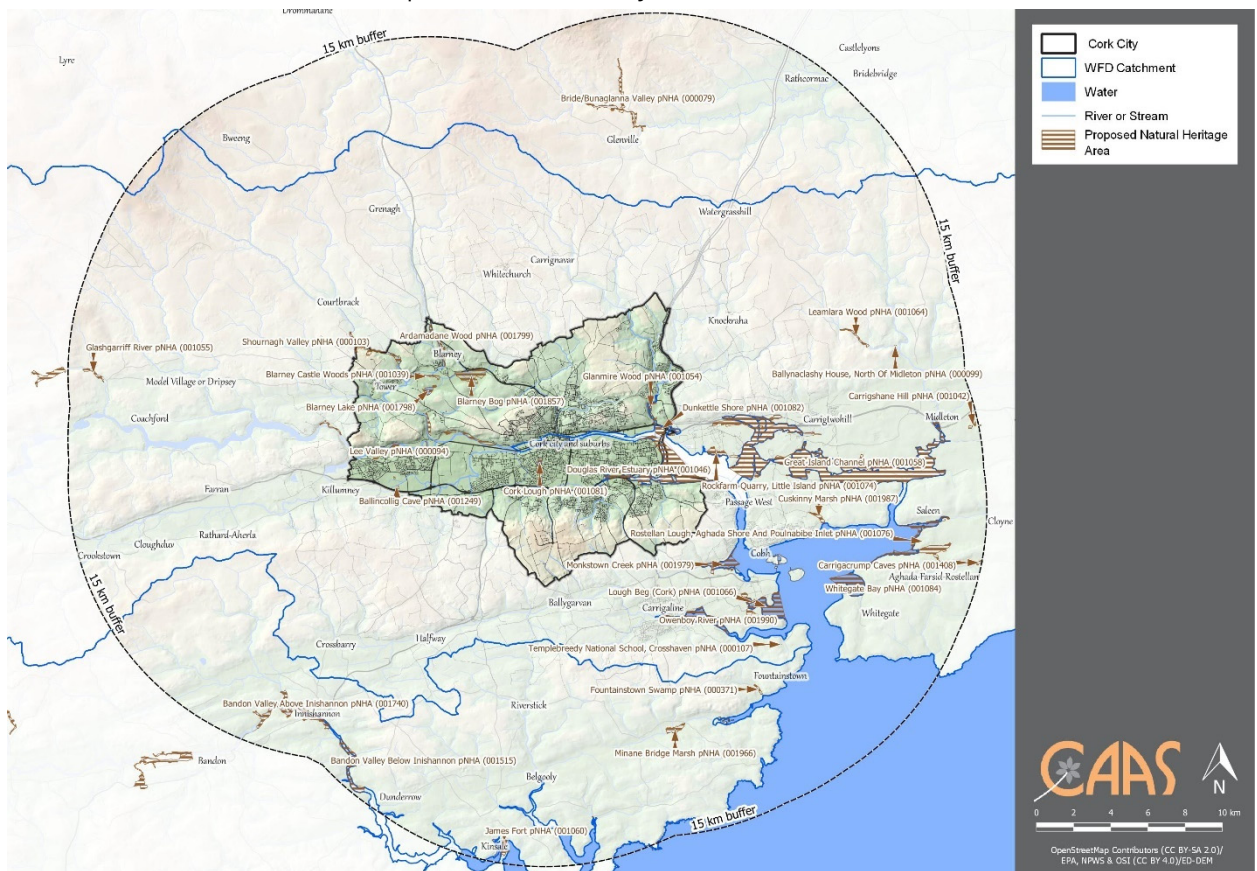 Drommahane
15 km buffer
Lyre
Castlelyons
Bridebridge
Rathcormac
Bride/Bunaglanna Valley pNHA (000079)
Bweeng
Glenville
Grenagh
Watergrasshill
15 km buffer
Carrignavar
Whitechurch
Courtbrack
Leamlara Wood pNHA (001064)
Knockraha
Ardamadane Wood pNHA (001799)
Shournagh Valley pNHA (000103)
Glashgarriff River pNHA (001055)
Blarney
Blarney Castle Woods pNHA (001039)
Glanmire Wood pNHA (001054)
Ballynaclashy House, North Of Midleton pNHA (000099)
Model Village or Dripsey
Tower
Carrigshane Hill pNHA (001042)
Blarney Lake pNHA (001798)
Blarney Bog pNHA (001857)
Dunkettle Shore pNHA (001082)
Carrigtwohill
Midleton
Coachford
Cork city and suburbs
Lee Valley pNHA (000094)
Great Island Channel pNHA (001058)
Douglas River Estuary pNHA (001046)
Farran
Killumney
Rockfarm Quarry, Little Island pNHA (001074)
Ballincollig Cave pNHA (001249)
Cork Lough pNHA (001081)
Passage West
Cuskinny Marsh pNHA (001987)
Saleen
Cloyne
Rathard-Aherla
Rostellan Lough, Aghada Shore And Poulnabibe Inlet pNHA (001076)
Cloughduv
Crookstown
Cobh
Monkstown Creek pNHA (001979)
Carrigacrump Caves pNHA (001408)
Aghada-Farsid-Rostellan
15 km buffer
Whitegate Bay pNHA (001084)
Lough Beg (Cork) pNHA (001066)
Ballygarvan
Carrigaline
Whitegate
Owenboy River pNHA (001990)
Halfway
Crossbarry
Templebreedy National School, Crosshaven pNHA (000107)
Fountainstown
Fountainstown Swamp pNHA (000371)
Bandon Valley Above Inishannon pNHA (001740)
Innishannon
Riverstick
Minane Bridge Marsh pNHA (001966)
Bandon
Bandon Valley Below Inishannon pNHA (001515)
Belgooly
Dunderrow
15 km buffer
James Fort pNHA (001060)
Kinsale
Cork City
WFD Catchment
Water
River or Stream
Proposed Natural Heritage
Area
CAAS
N
0 2 4 6 8 10 km
OpenStreetMap Contributors (CC BY-SA 2.0)/
EPA, NPWS & OSI (CC BY 4.0)/ED-DEM